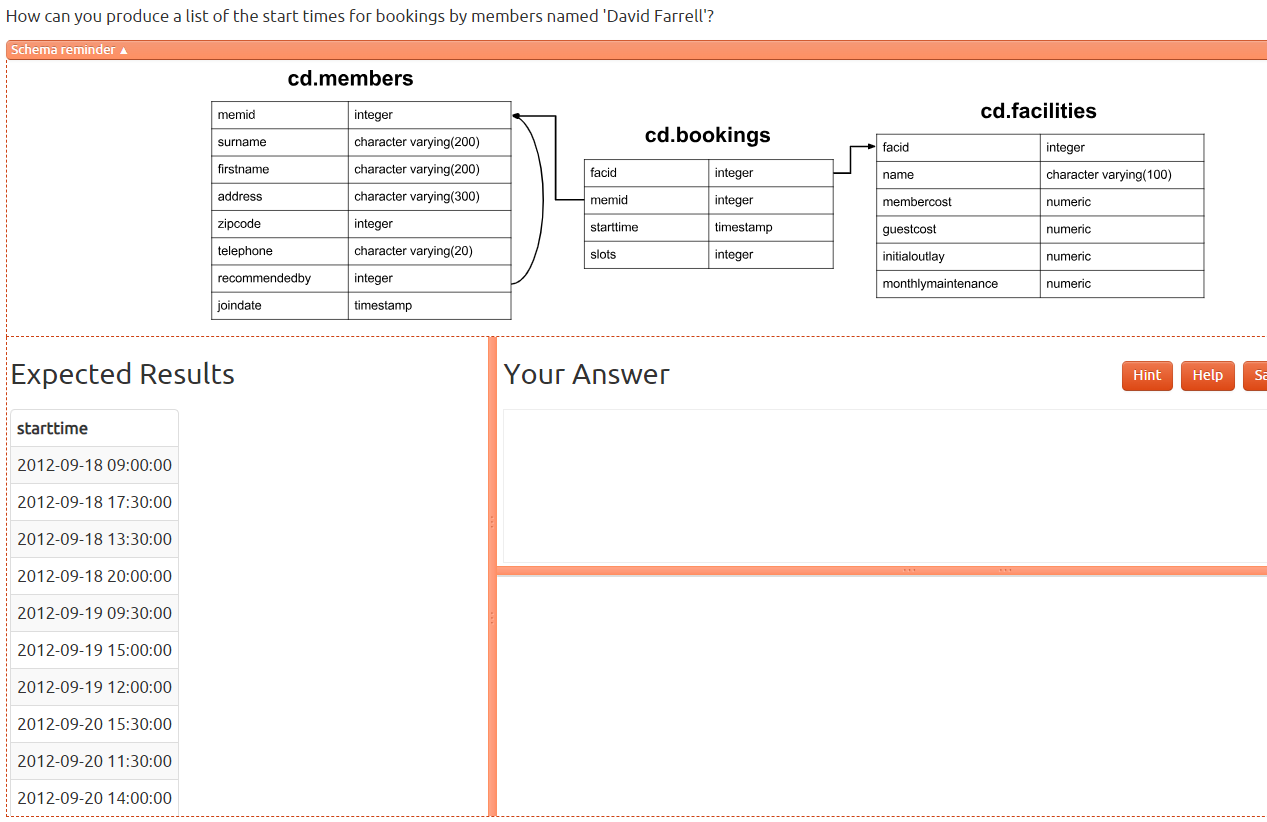 How can you produce a list of the start times for bookings by members named 'David Farrell'?
Schema reminder ▲
cd.members
memid integer
surname character varying(200)
firstname character varying(200)
address character varying(300)
zipcode integer
telephone character varying(20)
recommendedby integer
joindate timestamp
cd.bookings
facid integer
memid integer
starttime timestamp
slots integer
cd.facilities
facid integer
name character varying(100)
membercost numeric
guestcost numeric
initialoutlay numeric
monthlymaintenance numeric
Expected Results
starttime
2012-09-18 09:00:00
2012-09-18 17:30:00
2012-09-18 13:30:00
2012-09-18 20:00:00
2012-09-19 09:30:00
2012-09-19 15:00:00
2012-09-19 12:00:00
2012-09-20 15:30:00
2012-09-20 11:30:00
2012-09-20 14:00:00
Your Answer
Hint Help